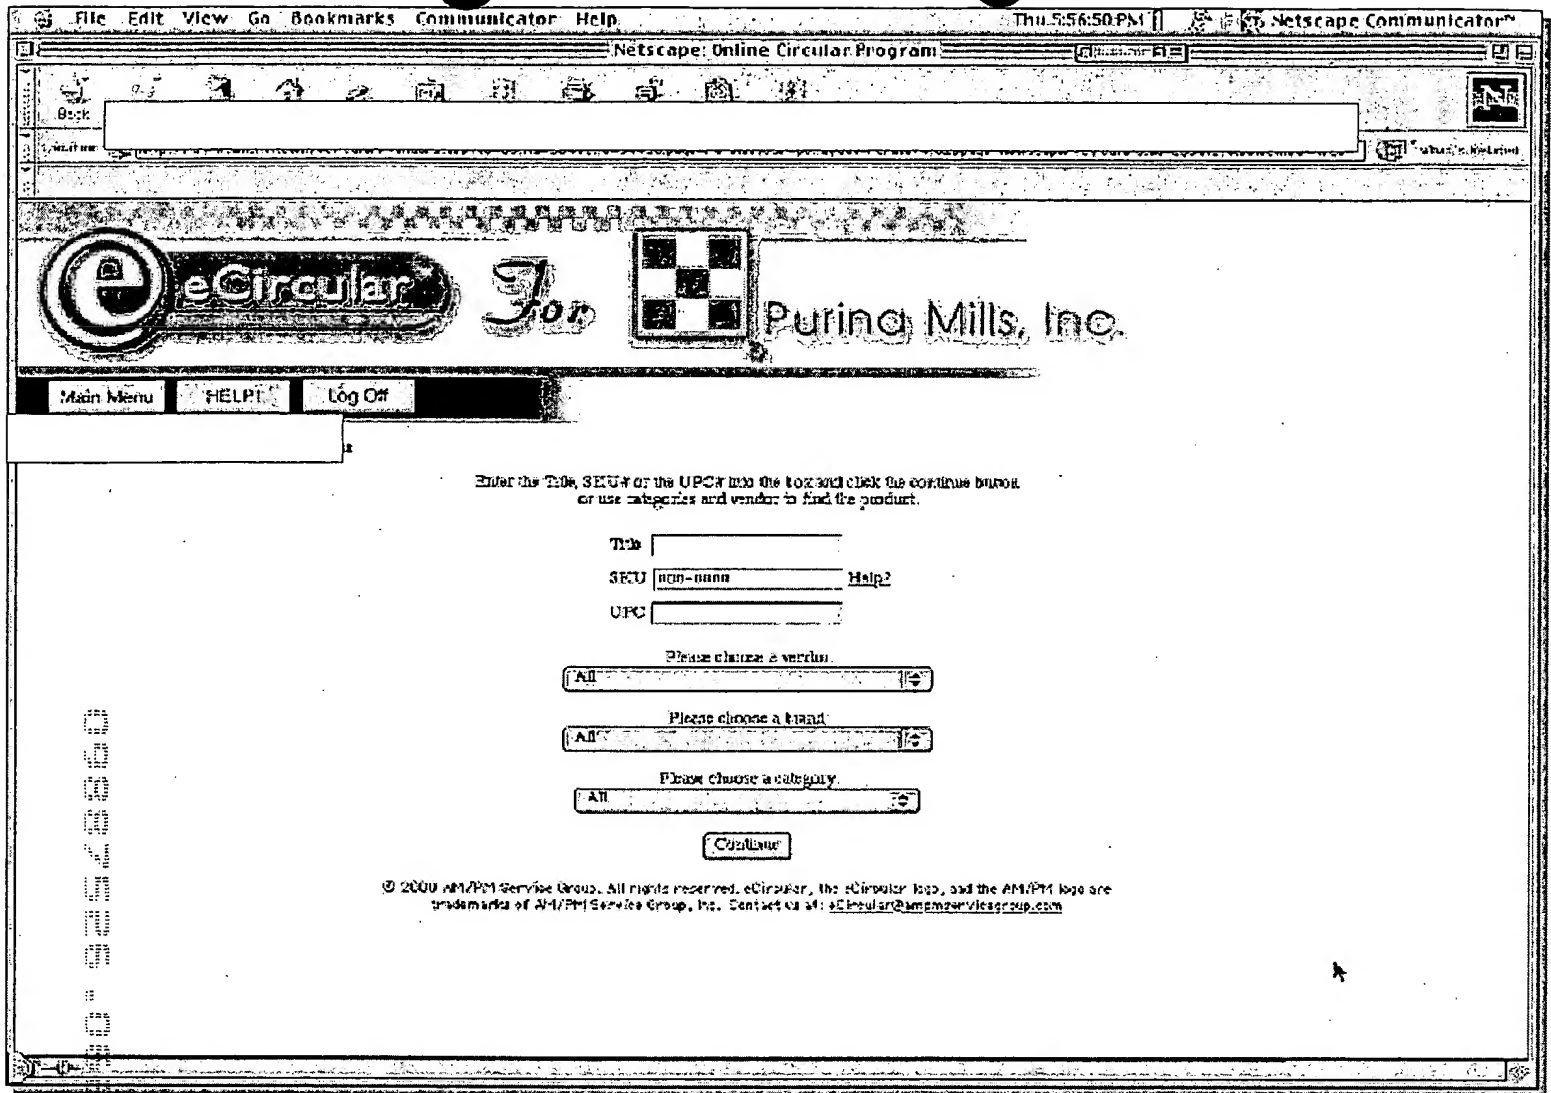 File Edit View Go Bookmarks Communicator Help Thu 5:56:50 PM Netscape Communicator™
Netscape: Online Circular Program
Back
What's Related
e eCircular For Purina Mills, Inc.
Main Menu HELP! Log Off
Enter the Title, SKU# or the UPC# into the box and click the continue button
or use categories and vendor to find the product.
Title
SKU nnn-nnnn Help?
UPC
Please choose a vendor.
All
Please choose a brand.
All
Please choose a category.
All
Continue
© 2000 AM/PM Service Group. All rights reserved. eCircular, the eCircular logo, and the AM/PM logo are
trademarks of AM/PM Service Group, Inc. Contact us at: eCircular@ampmservicegroup.com